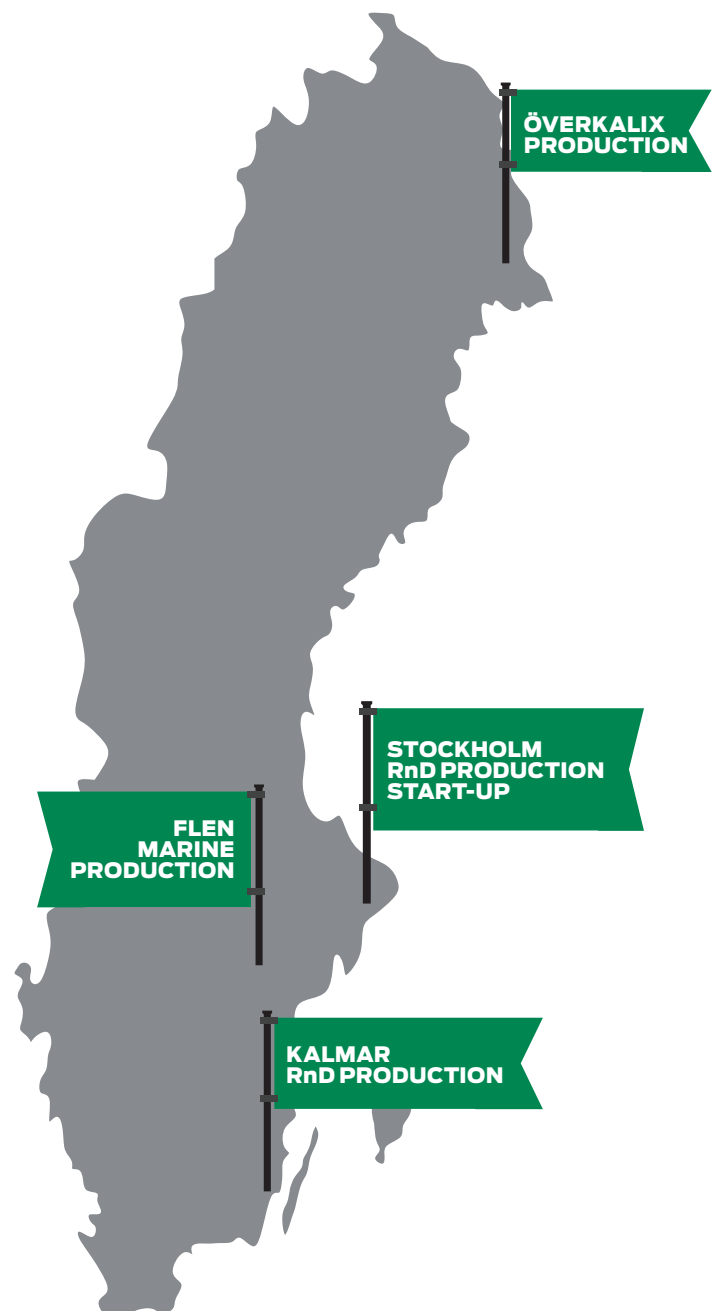 ÖVERKALIX
PRODUCTION
STOCKHOLM
RnD PRODUCTION
START-UP
FLEN
MARINE
PRODUCTION
KALMAR
RnD PRODUCTION